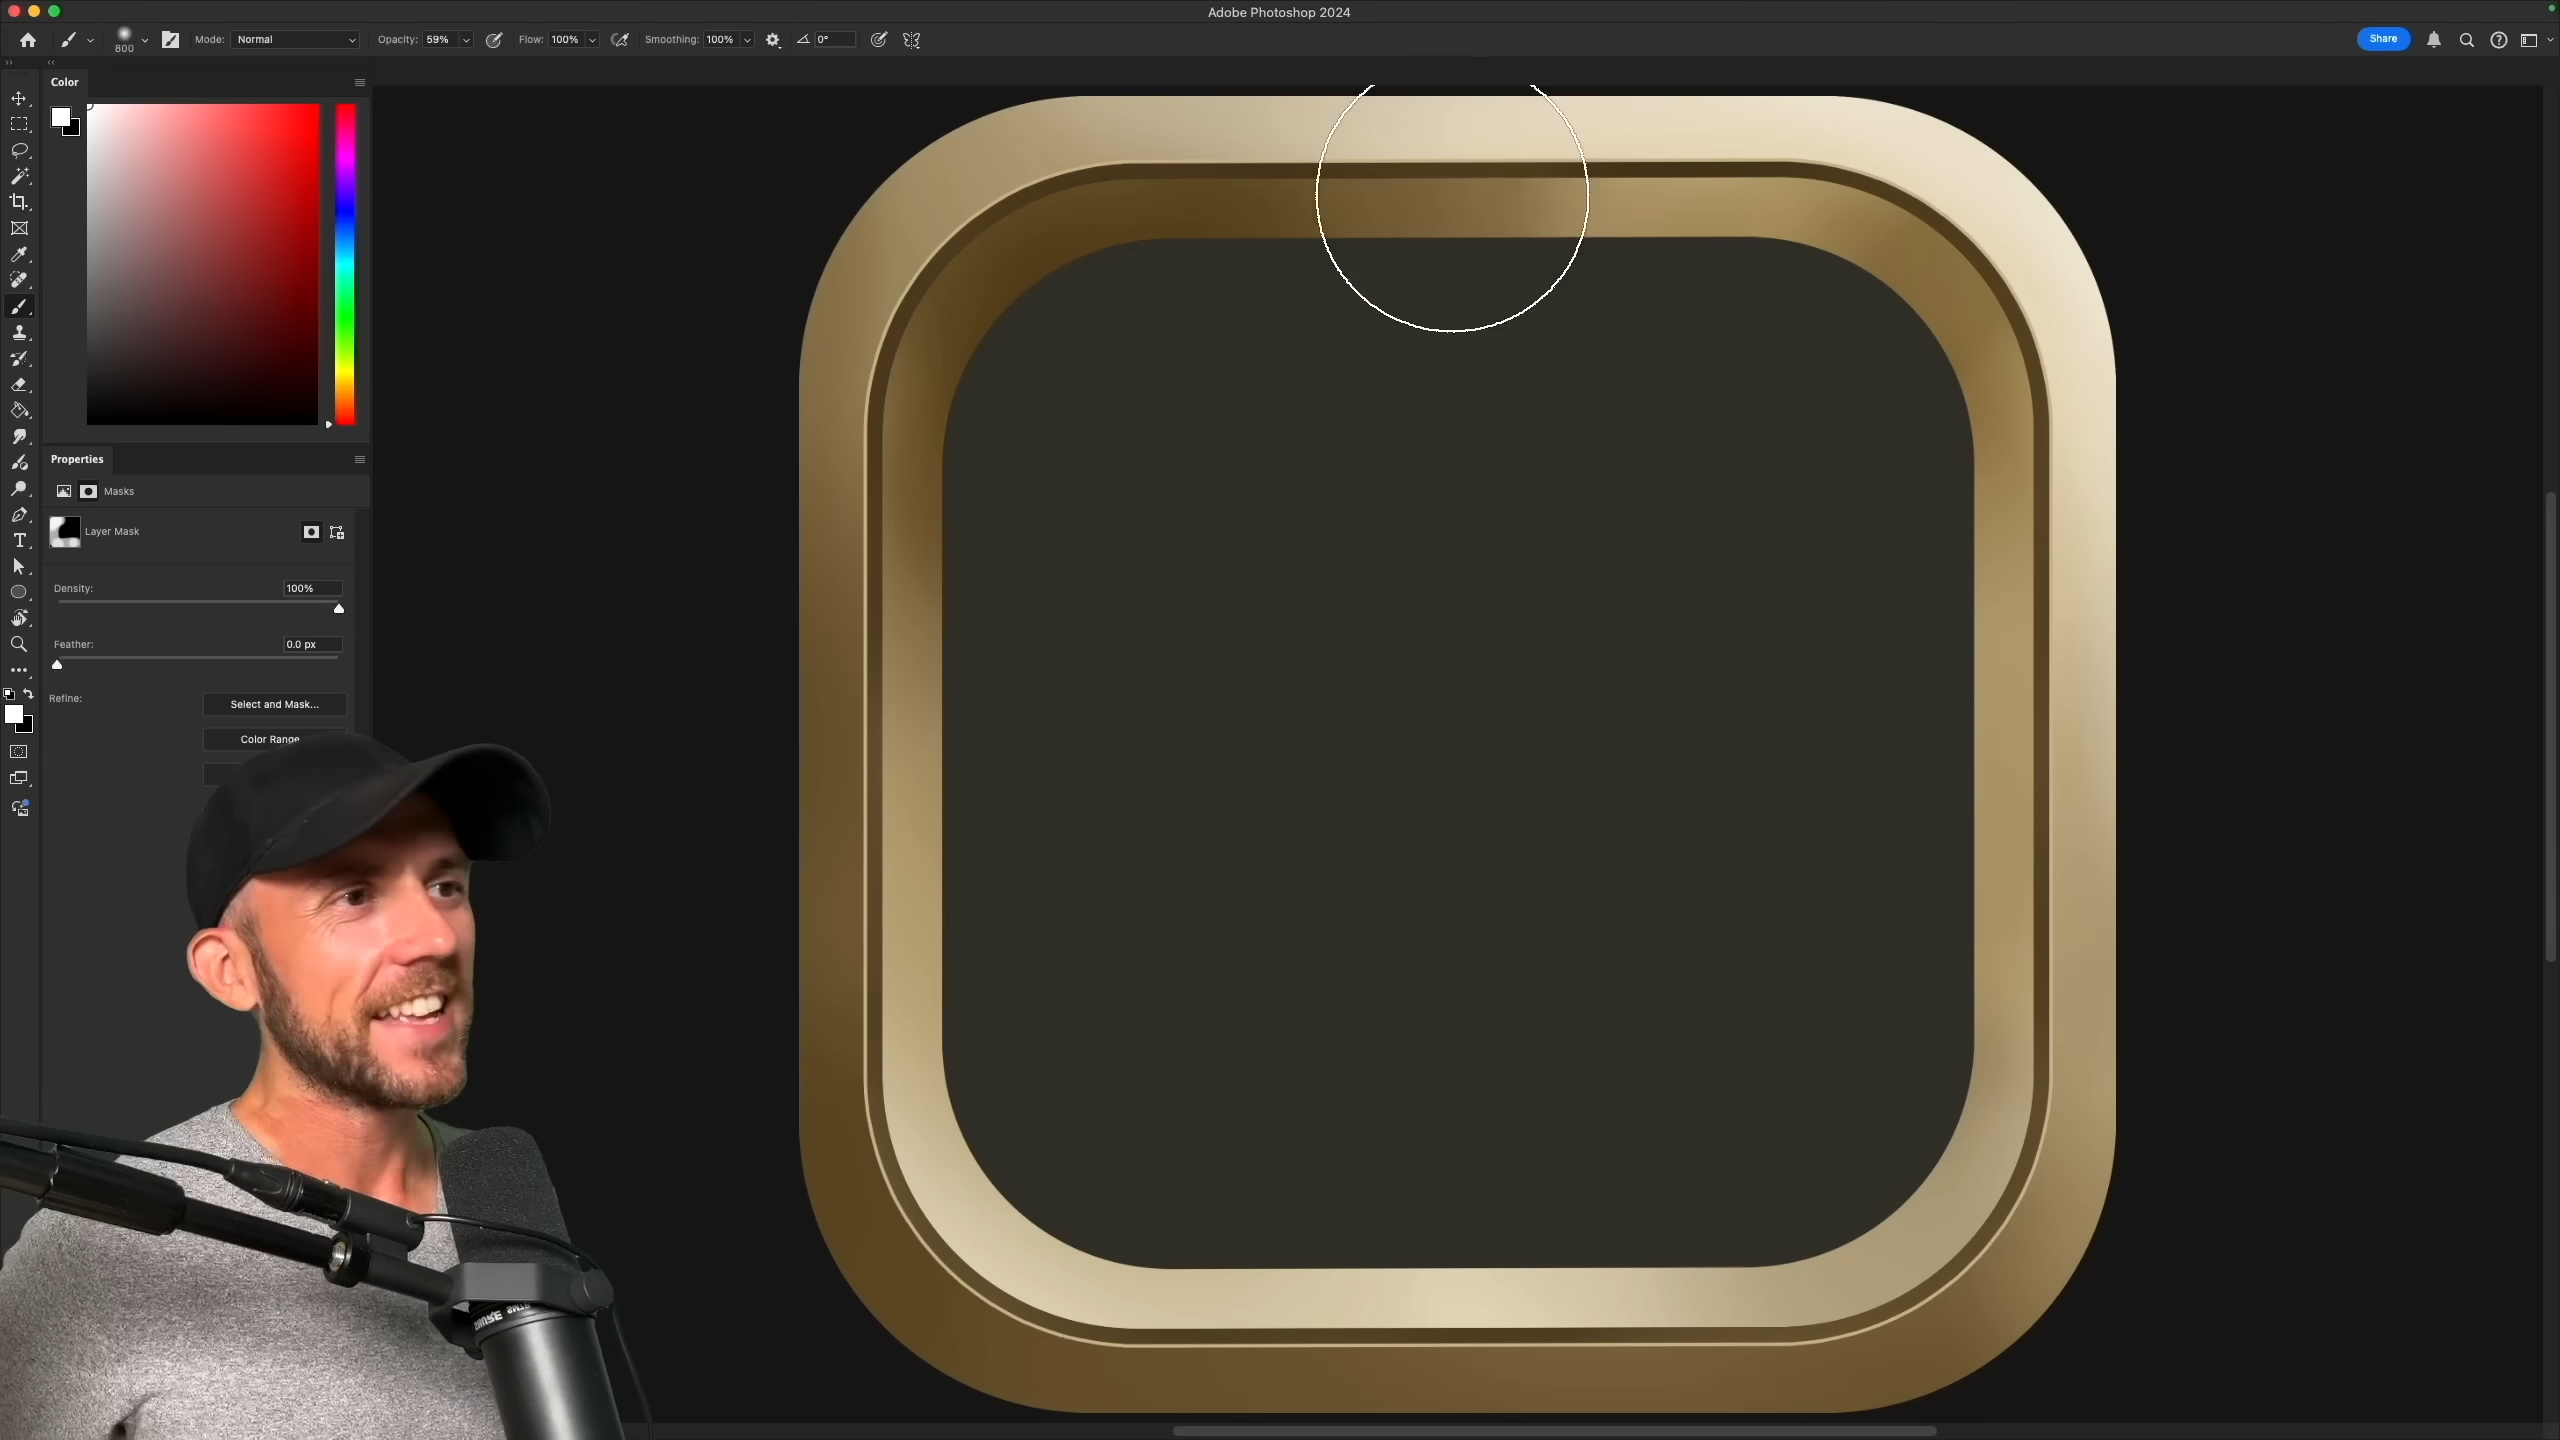 Adobe Photoshop 2024
800
Mode: Normal
Opacity: 59%
Flow: 100%
Smoothing: 100%
0°
Share
Color
Properties
Masks
Layer Mask
Density: 100%
Feather: 0.0 px
Refine:
Select and Mask...
Color Range